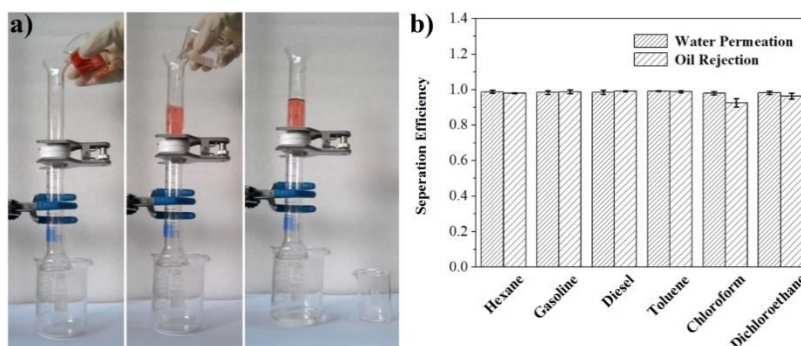 a)
b)
Seperation Efficiency
1.4
1.2
1.0
0.8
0.6
0.4
0.2
0.0
Water Permeation
Oil Rejection
Hexane
Gasoline
Diesel
Toluene
Chloroform
Dichloroethane